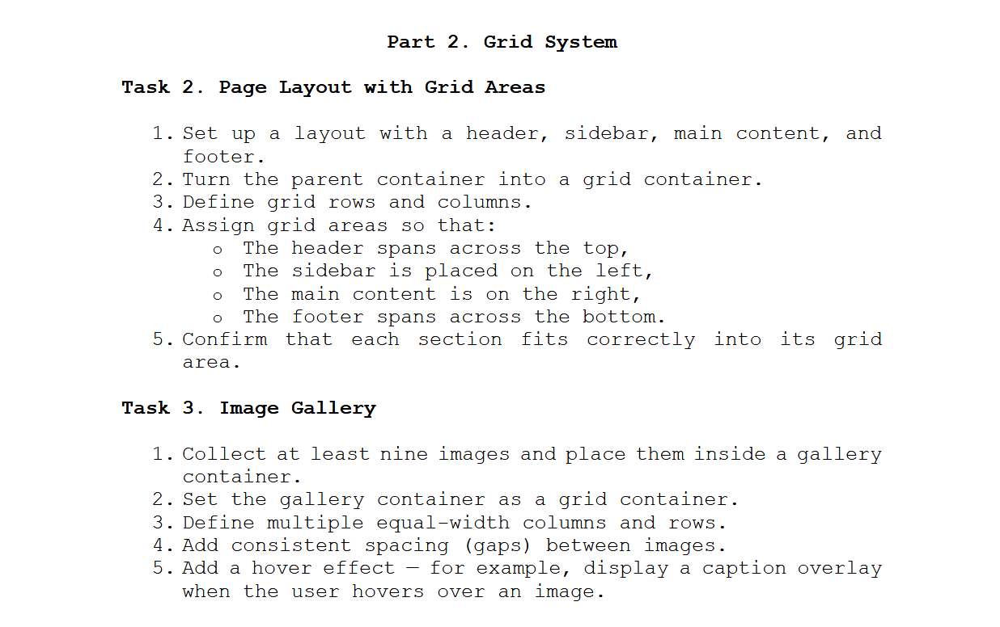 Part 2. Grid System
Task 2. Page Layout with Grid Areas
1. Set up a layout with a header, sidebar, main content, and
footer.
2. Turn the parent container into a grid container.
3. Define grid rows and columns.
4. Assign grid areas so that:
o The header spans across the top,
o The sidebar is placed on the left,
o The main content is on the right,
o The footer spans across the bottom.
5. Confirm that each section fits correctly into its grid
area.
Task 3. Image Gallery
1. Collect at least nine images and place them inside a gallery
container.
2. Set the gallery container as a grid container.
3. Define multiple equal-width columns and rows.
4. Add consistent spacing (gaps) between images.
5. Add a hover effect — for example, display a caption overlay
when the user hovers over an image.